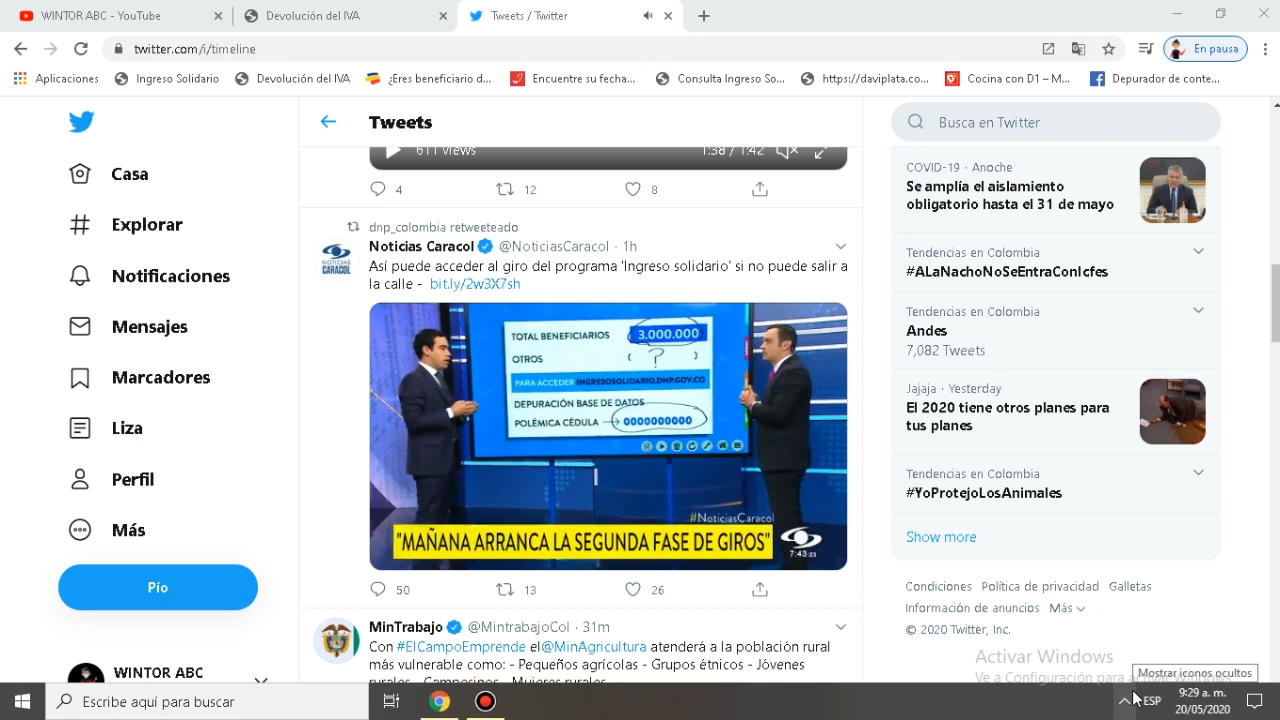 WINTOR ABC - YouTube
Devolución del IVA
Tweets / Twitter
twitter.com/i/timeline
En pausa
Aplicaciones
Ingreso Solidario
Devolución del IVA
¿Eres beneficiario d...
Encuentre su fecha...
Consulta Ingreso So...
https://daviplata.co...
Cocina con D1 – M...
Depurador de conte...
Tweets
Busca en Twitter
Casa
Explorar
Notificaciones
Mensajes
Marcadores
Liza
Perfil
Más
Pío
WINTOR ABC
611 views
1:38 / 1:42
4 12 8
dnp_colombia retweeteado
Noticias Caracol @NoticiasCaracol · 1h
Así puede acceder al giro del programa 'Ingreso solidario' si no puede salir a
la calle - bit.ly/2w3X7sh
TOTAL BENEFICIARIOS 3.000.000
OTROS ( ? )
PARA ACCEDER INGRESOSOLIDARIO.DNP.GOV.CO
DEPURACIÓN BASE DE DATOS
POLÉMICA CÉDULA → 0000000000
#NoticiasCaracol
"MAÑANA ARRANCA LA SEGUNDA FASE DE GIROS"
7:43:23
50 13 26
MinTrabajo @MintrabajoCol · 31m
Con #ElCampoEmprende el@MinAgricultura atenderá a la población rural
más vulnerable como: - Pequeños agrícolas - Grupos étnicos - Jóvenes
rurales - Campesinos - Mujeres rurales
COVID-19 · Anoche
Se amplía el aislamiento
obligatorio hasta el 31 de mayo
Tendencias en Colombia
#ALaNachoNoSeEntraConIcfes
Tendencias en Colombia
Andes
7,082 Tweets
Jajaja · Yesterday
El 2020 tiene otros planes para
tus planes
Tendencias en Colombia
#YoProtejoLosAnimales
Show more
Condiciones Política de privacidad Galletas
Información de anuncios Más
© 2020 Twitter, Inc.
Activar Windows
Ve a Configuración para
Mostrar iconos ocultos
Escribe aquí para buscar
ESP
9:29 a. m.
20/05/2020